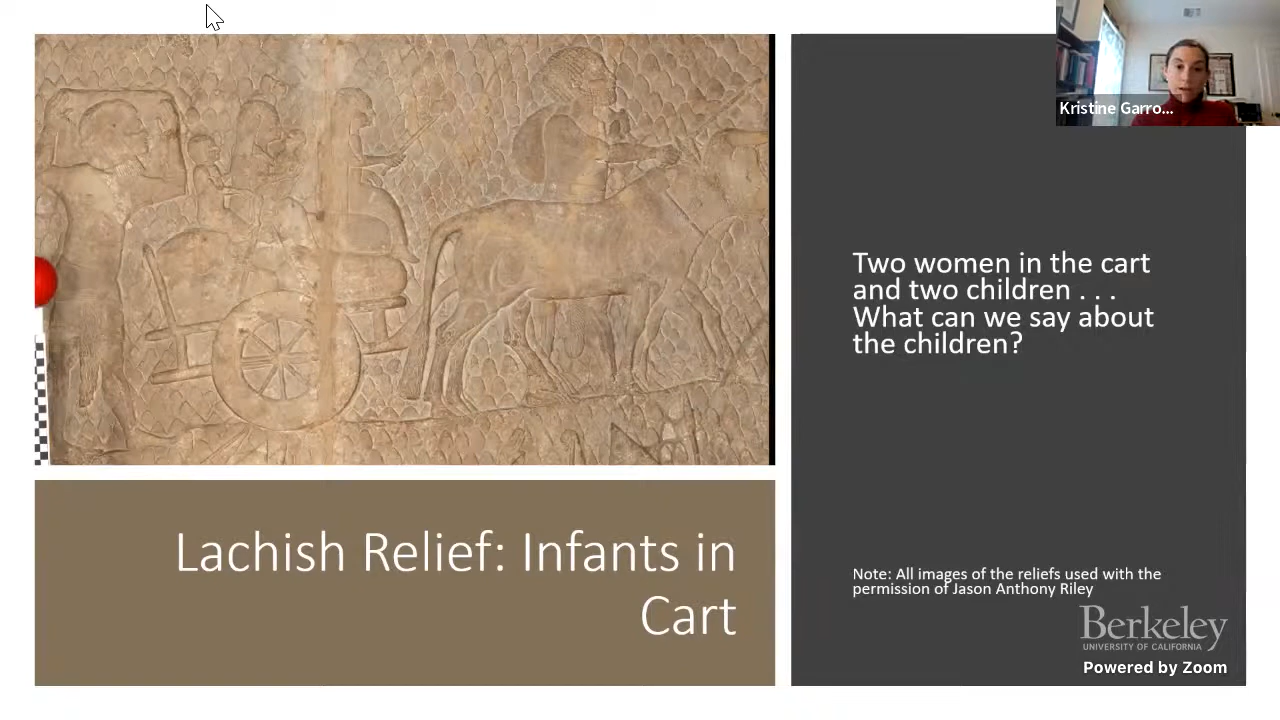 Kristine Garro...
Two women in the cart
and two children . . .
What can we say about
the children?
Lachish Relief: Infants in
Cart
Note: All images of the reliefs used with the
permission of Jason Anthony Riley
Berkeley
UNIVERSITY OF CALIFORNIA
Powered by Zoom